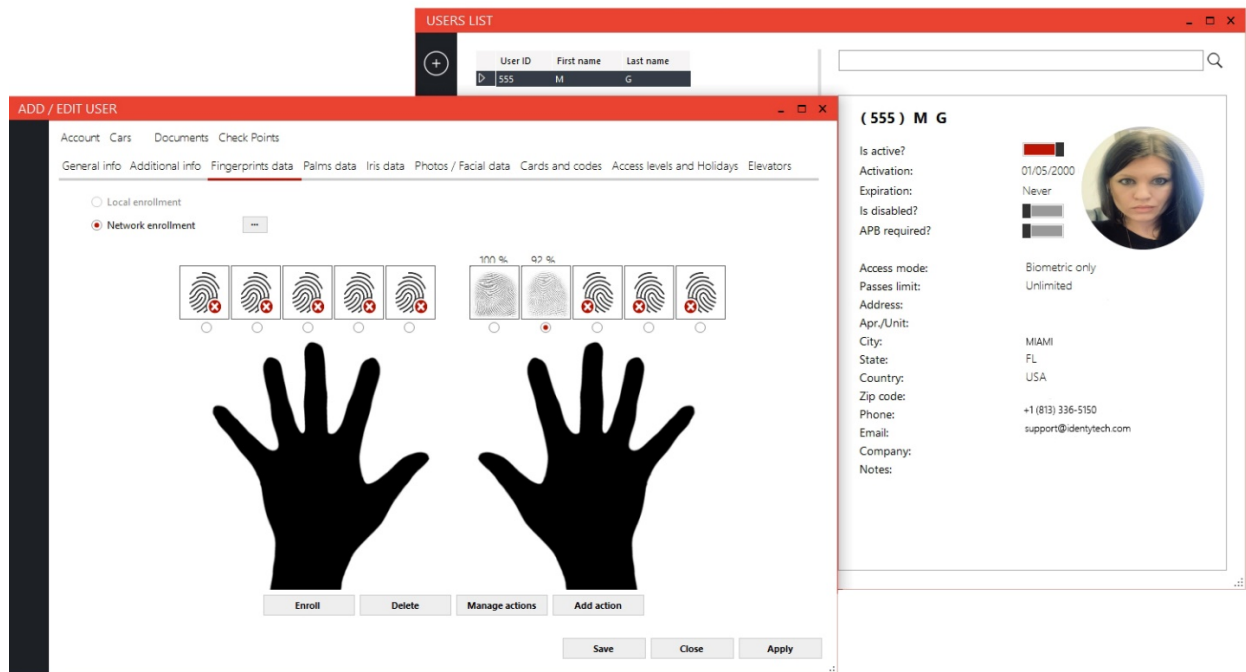 USERS LIST
User ID First name Last name
555 M G
ADD / EDIT USER
Account Cars Documents Check Points
General info Additional info Fingerprints data Palms data Iris data Photos / Facial data Cards and codes Access levels and Holidays Elevators
Local enrollment
Network enrollment ...
100 % 92 %
Enroll Delete Manage actions Add action
Save Close Apply
( 555 ) M G
Is active?
Activation: 01/05/2000
Expiration: Never
Is disabled?
APB required?
Access mode: Biometric only
Passes limit: Unlimited
Address:
Apr./Unit:
City: MIAMI
State: FL
Country: USA
Zip code:
Phone: +1 (813) 336-5150
Email: support@identytech.com
Company:
Notes: